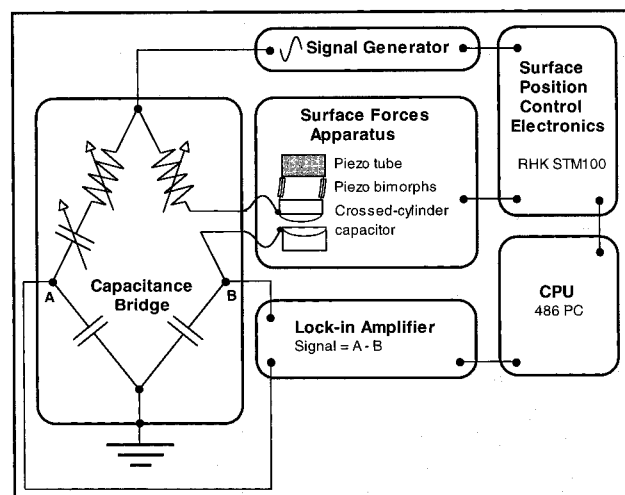 Signal Generator
Surface
Position
Control
Electronics
RHK STM100
Surface Forces
Apparatus
Piezo tube
Piezo bimorphs
Crossed-cylinder
capacitor
A
B
Capacitance
Bridge
Lock-in Amplifier
Signal = A - B
CPU
486 PC